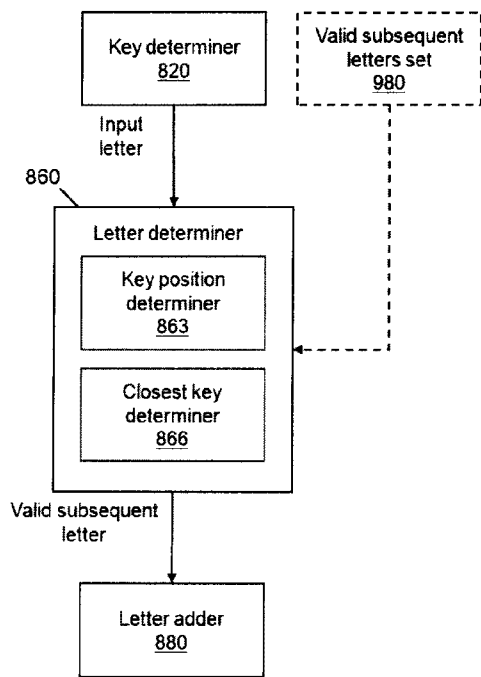 Key determiner
820
Valid subsequent
letters set
980
Input
letter
860
Letter determiner
Key position
determiner
863
Closest key
determiner
866
Valid subsequent
letter
Letter adder
880